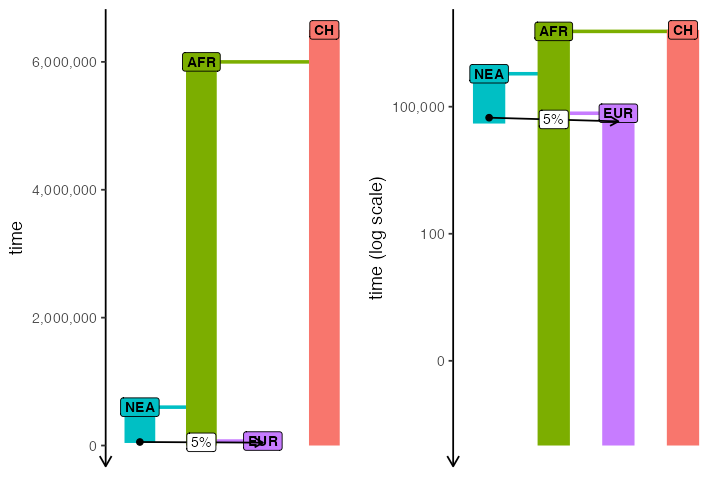 time
6,000,000
4,000,000
2,000,000
0
AFR
CH
NEA
5%
EUR
time (log scale)
100,000
100
0
CH
AFR
NEA
EUR
5%